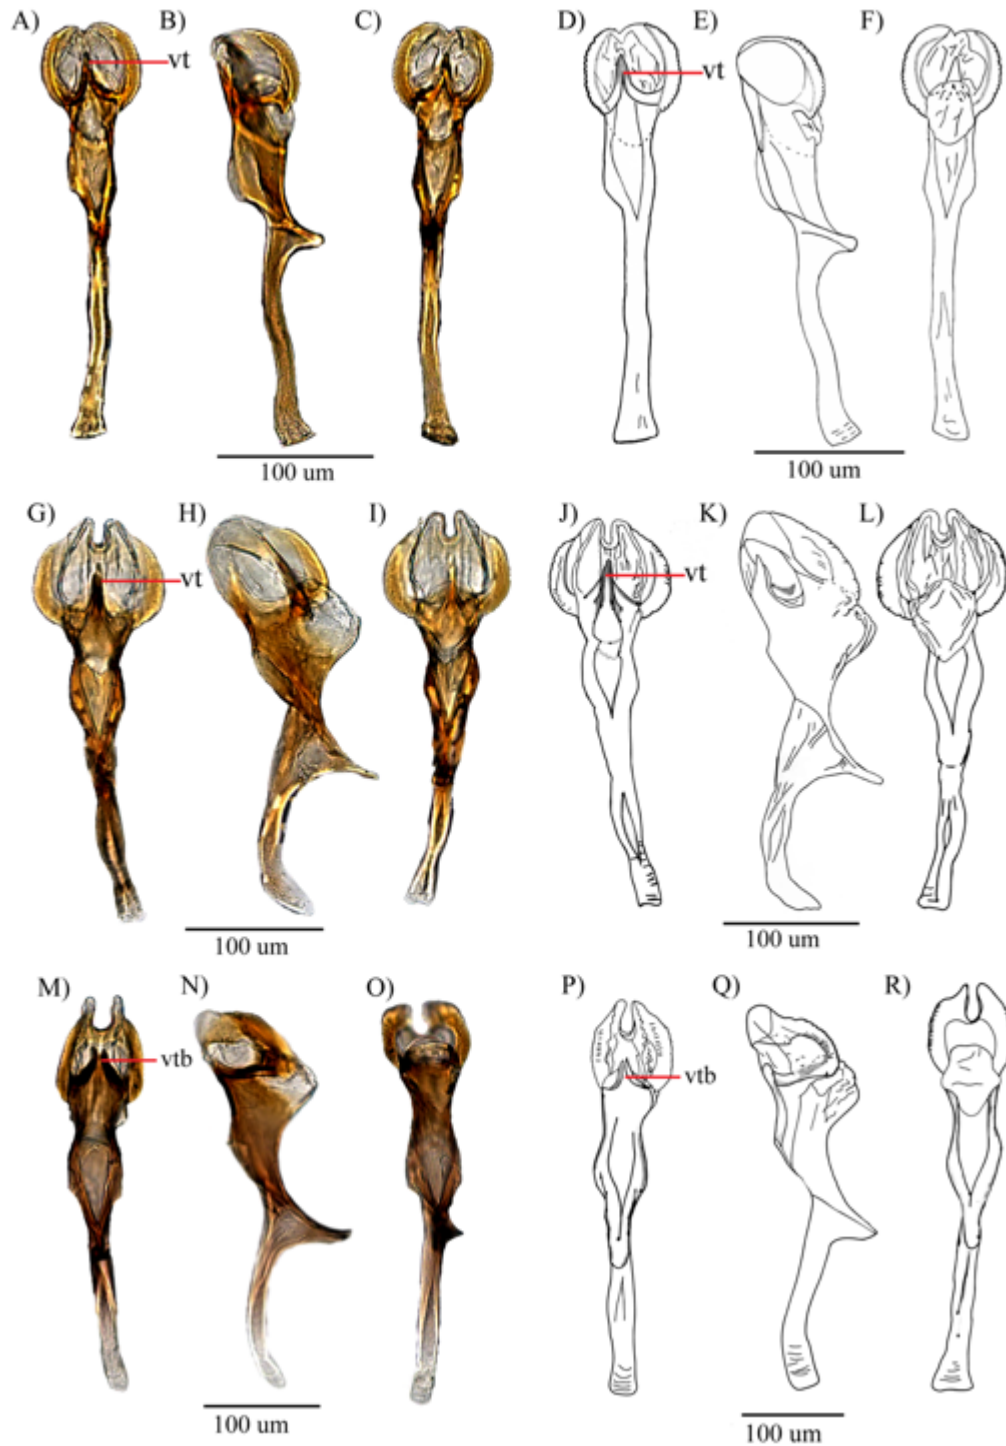 A) B) C) D) E) F)
vt vt
100 um 100 um
G) H) I) J) K) L)
vt vt
100 um 100 um
M) N) O) P) Q) R)
vtb vtb
100 um 100 um